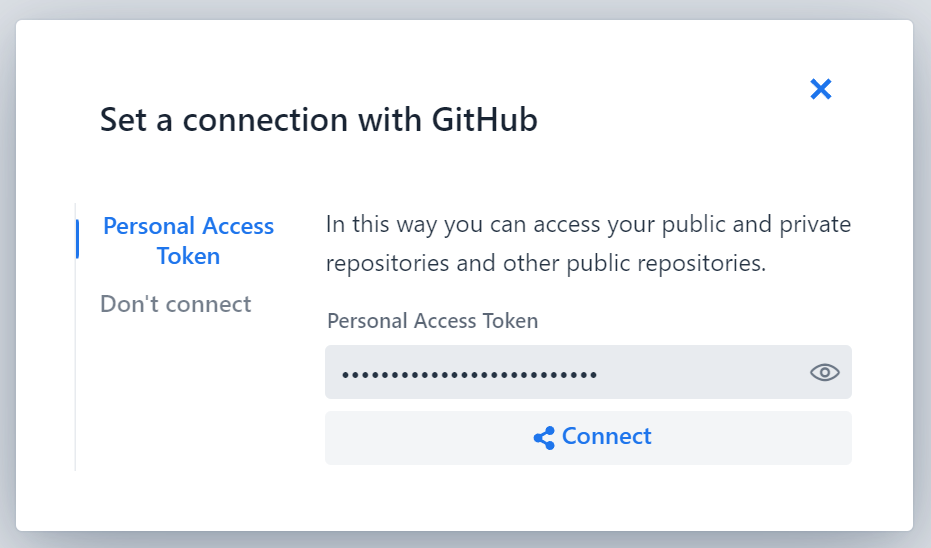 Set a connection with GitHub
Personal Access
Token
Don't connect
In this way you can access your public and private
repositories and other public repositories.
Personal Access Token
••••••••••••••••••••••••••
Connect